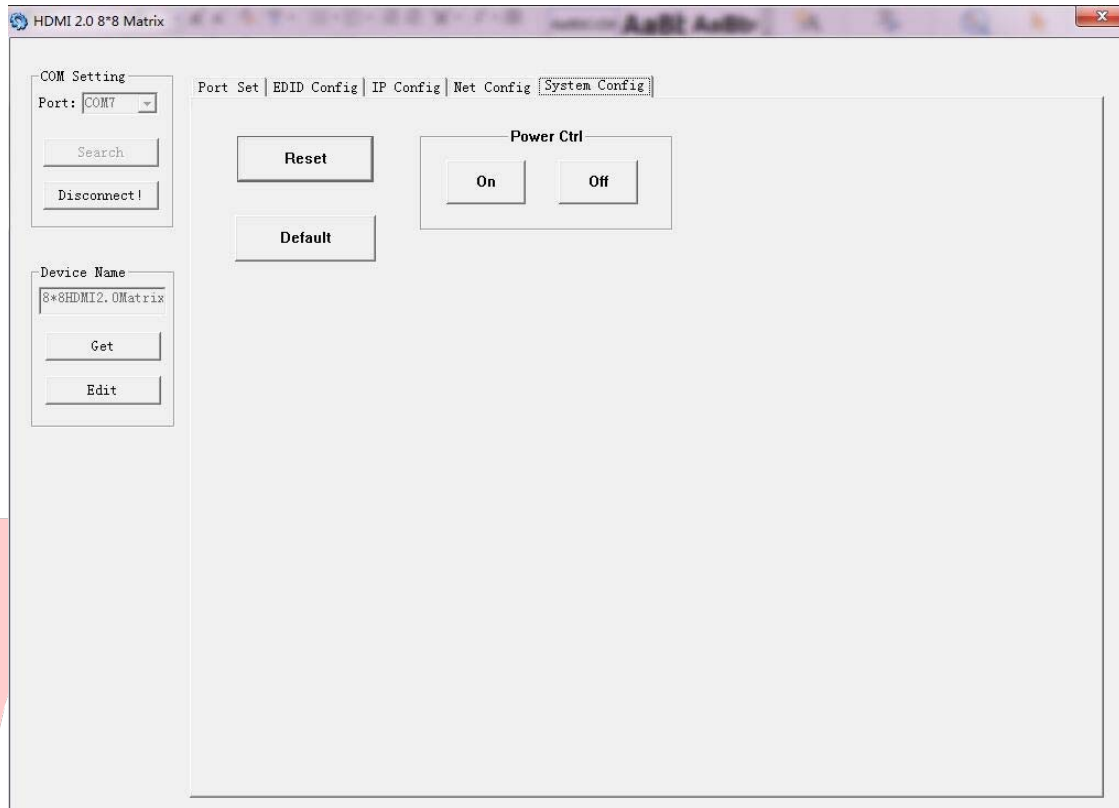 HDMI 2.0 8*8 Matrix
AaBb AaBb
COM Setting
Port: COM7
Search
Disconnect!
Device Name
8*8HDMI2.0Matrix
Get
Edit
Port Set EDID Config IP Config Net Config System Config
Reset
Default
Power Ctrl
On Off